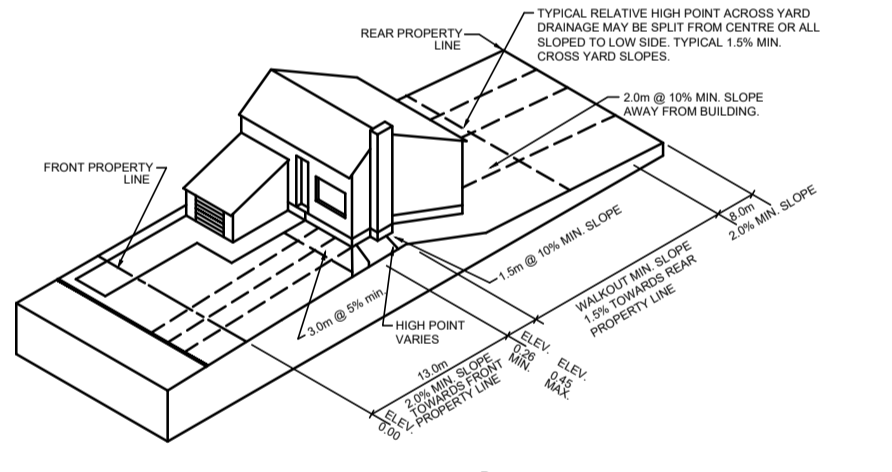 TYPICAL RELATIVE HIGH POINT ACROSS YARD
DRAINAGE MAY BE SPLIT FROM CENTRE OR ALL
SLOPED TO LOW SIDE. TYPICAL 1.5% MIN.
CROSS YARD SLOPES.
REAR PROPERTY
LINE
2.0m @ 10% MIN. SLOPE
AWAY FROM BUILDING.
FRONT PROPERTY
LINE
8.0m
2.0% MIN. SLOPE
1.5m @ 10% MIN. SLOPE
WALKOUT MIN. SLOPE
1.5% TOWARDS REAR
PROPERTY LINE
3.0m @ 5% min.
HIGH POINT
VARIES
13.0m
2.0% MIN. SLOPE
TOWARDS FRONT
PROPERTY LINE
ELEV.
0.00
ELEV.
0.26
MIN.
ELEV.
0.45
MAX.